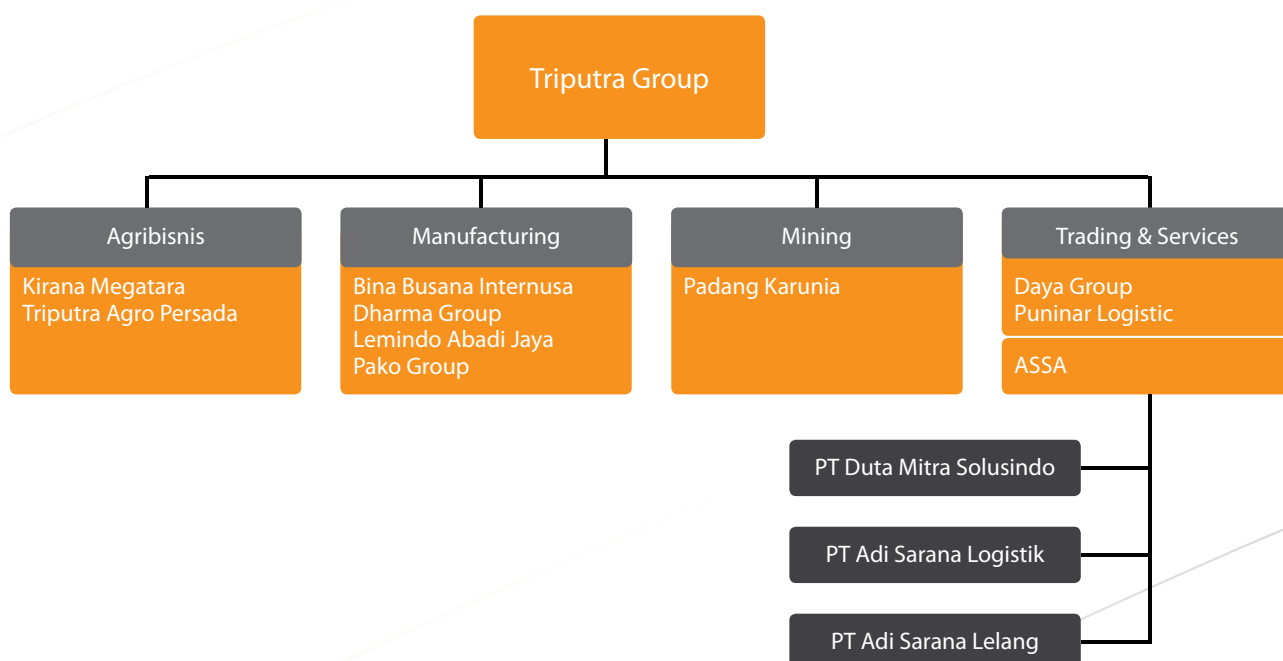 Triputra Group
Agribisnis
Kirana Megatara
Triputra Agro Persada
Manufacturing
Bina Busana Internusa
Dharma Group
Lemindo Abadi Jaya
Pako Group
Mining
Padang Karunia
Trading & Services
Daya Group
Puninar Logistic
ASSA
PT Duta Mitra Solusindo
PT Adi Sarana Logistik
PT Adi Sarana Lelang